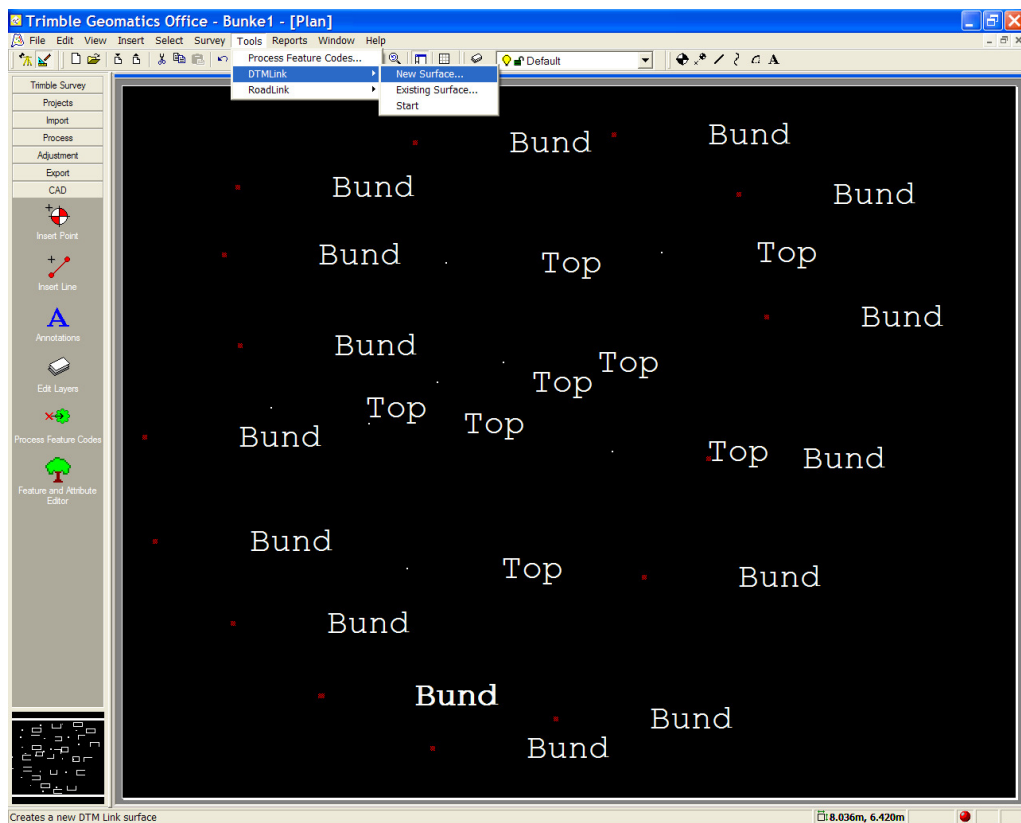 Trimble Geomatics Office - Bunke1 - [Plan]
File Edit View Insert Select Survey Tools Reports Window Help
Process Feature Codes...
DTMLink
RoadLink
New Surface...
Existing Surface...
Start
Default
A
Trimble Survey
Projects
Import
Process
Adjustment
Export
CAD
Insert Point
Insert Line
A
Annotations
Edit Layers
Process Feature Codes
Feature and Attribute
Editor
Bund Bund
Bund Bund
Bund Top Top
Bund
Bund Top
Top
Top Top
Bund Top Bund
Bund
Top Bund
Bund
Bund
Bund
Bund
Creates a new DTM Link surface
8.036m, 6.420m